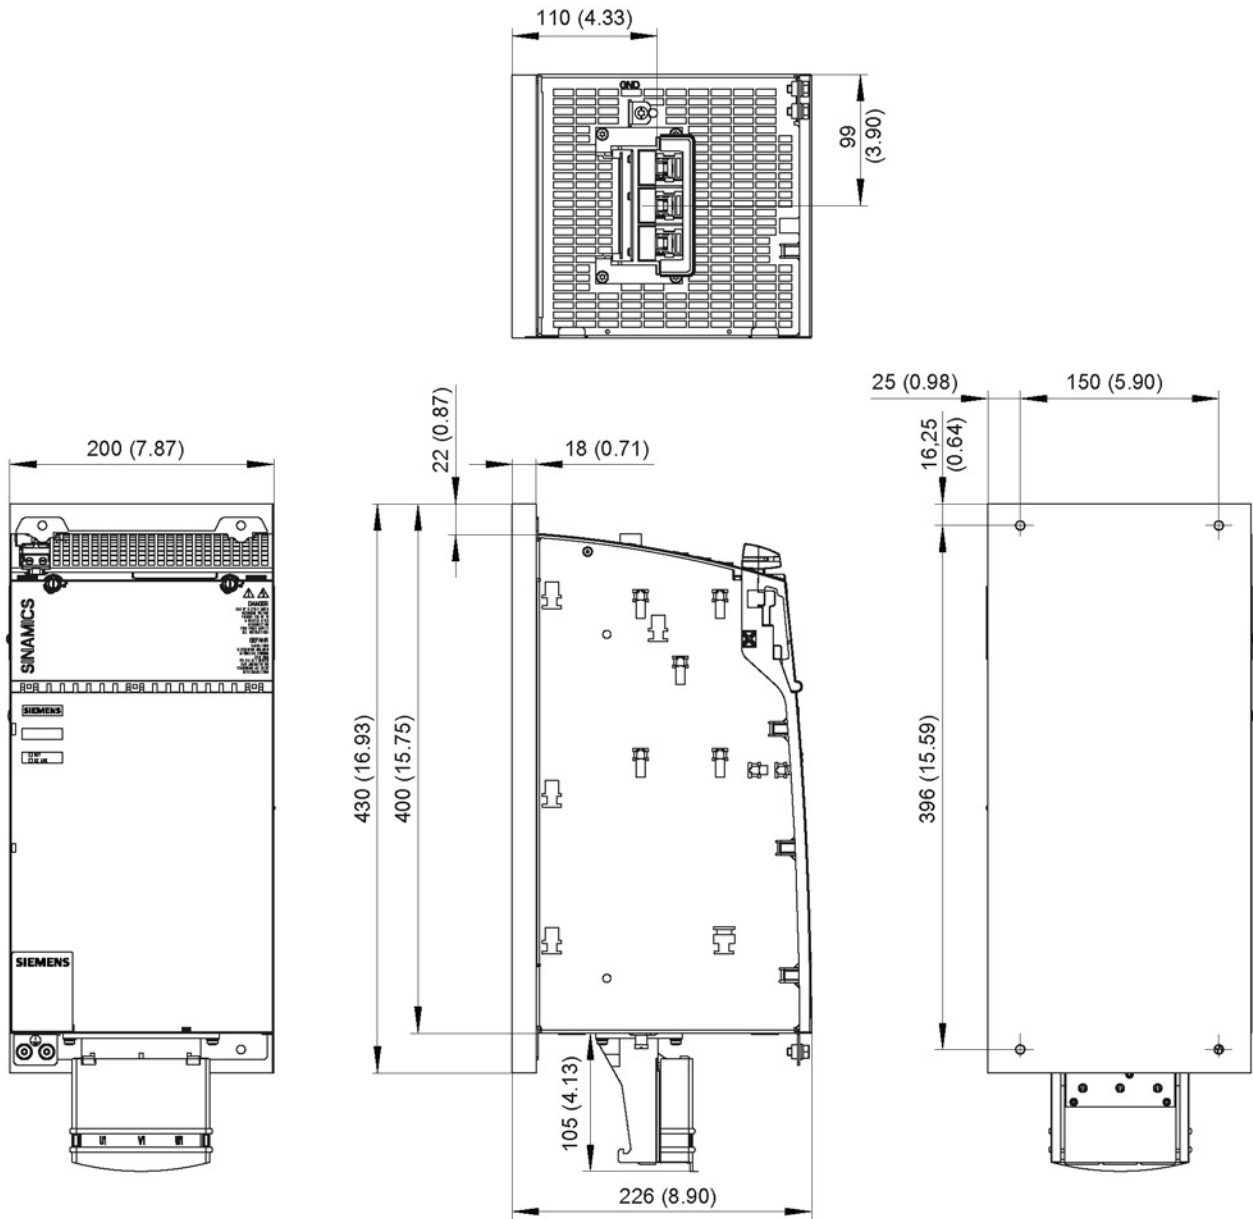 110 (4.33)
GND
99
(3.90)
25 (0.98)
150 (5.90)
22 (0.87)
16,25
(0.64)
200 (7.87)
18 (0.71)
SINAMICS
DANGER
GEFAHR
SIEMENS
430 (16.93)
400 (15.75)
396 (15.59)
SIEMENS
105 (4.13)
226 (8.90)